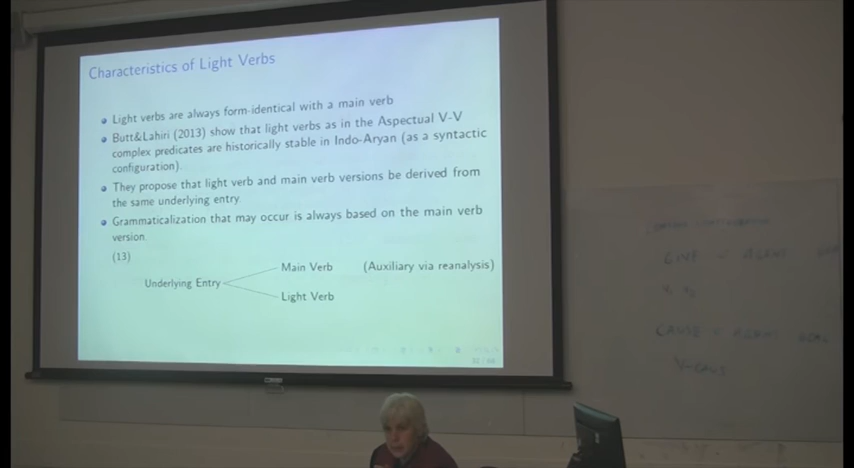 Characteristics of Light Verbs
Light verbs are always form-identical with a main verb
Butt&Lahiri (2013) show that light verbs as in the Aspectual V-V
complex predicates are historically stable in Indo-Aryan (as a syntactic
configuration).
They propose that light verb and main verb versions be derived from
the same underlying entry.
Grammaticalization that may occur is always based on the main verb
version.
(13)
Main Verb (Auxiliary via reanalysis)
Underlying Entry
Light Verb
GIVE
CAUSE